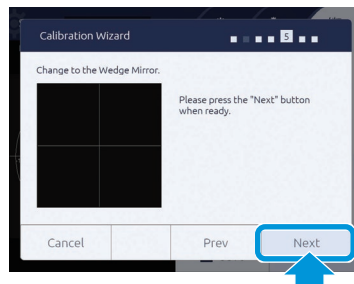 Calibration Wizard
5
Change to the Wedge Mirror.
Please press the "Next" button
when ready.
Cancel
Prev
Next